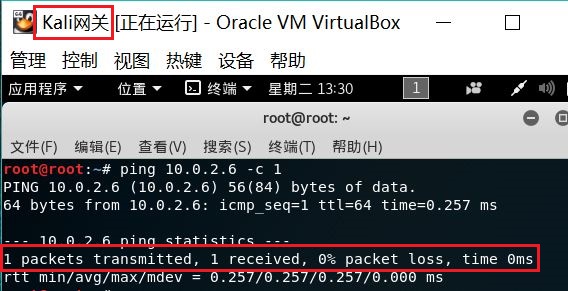 Kali网关 [正在运行] - Oracle VM VirtualBox
管理 控制 视图 热键 设备 帮助
应用程序 位置 终端 星期二 13:30 1
root@root: ~
文件(F) 编辑(E) 查看(V) 搜索(S) 终端(T) 帮助(H)
root@root:~# ping 10.0.2.6 -c 1
PING 10.0.2.6 (10.0.2.6) 56(84) bytes of data.
64 bytes from 10.0.2.6: icmp_seq=1 ttl=64 time=0.257 ms
--- 10.0.2.6 ping statistics ---
1 packets transmitted, 1 received, 0% packet loss, time 0ms
rtt min/avg/max/mdev = 0.257/0.257/0.257/0.000 ms